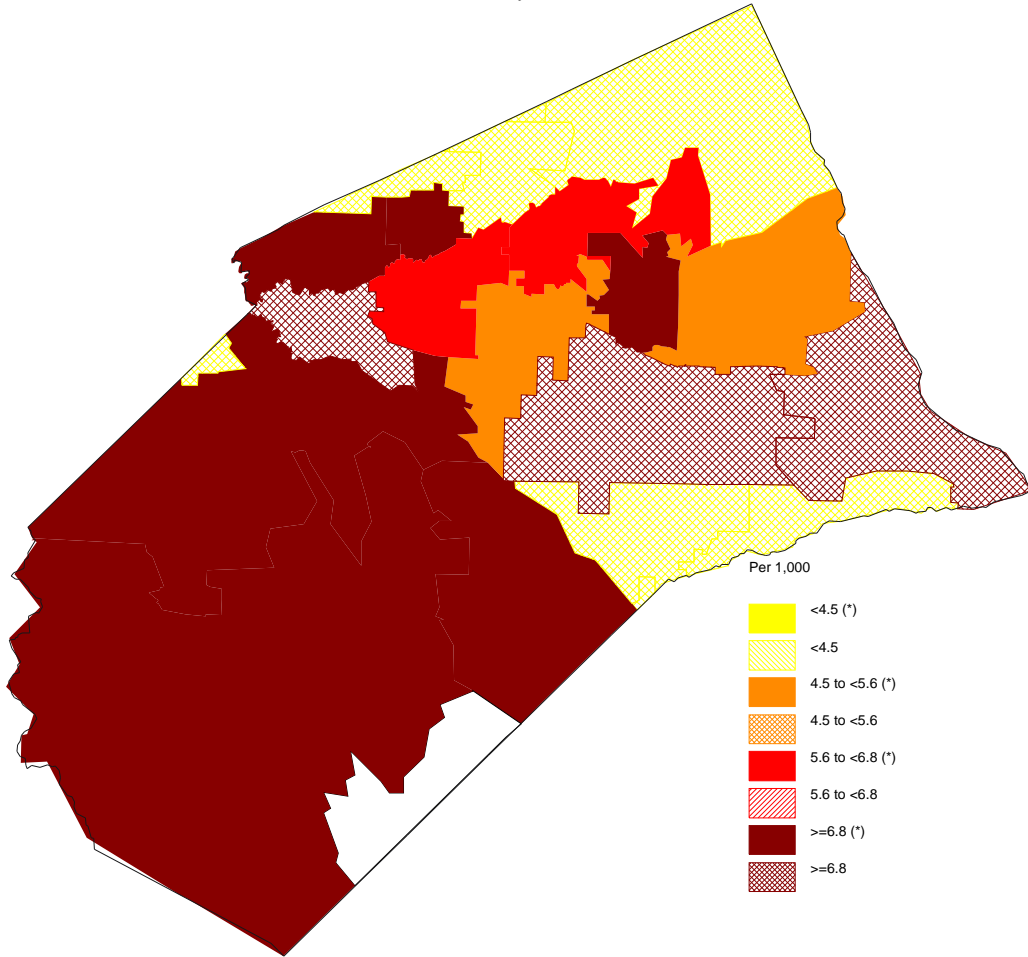 Per 1,000
<4.5 (*)
<4.5
4.5 to <5.6 (*)
4.5 to <5.6
5.6 to <6.8 (*)
5.6 to <6.8
>=6.8 (*)
>=6.8